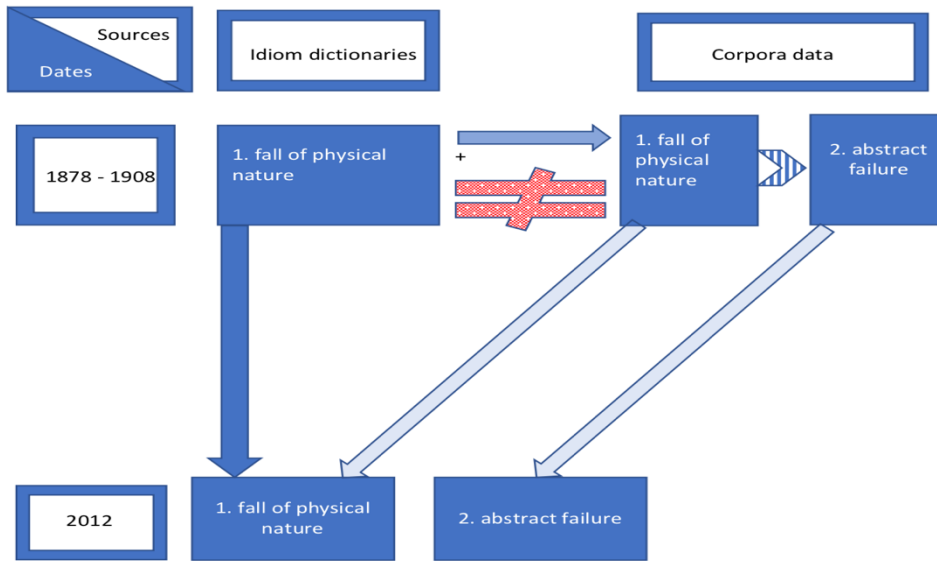 Sources
Dates
Idiom dictionaries
Corpora data
1878 - 1908
1. fall of physical
nature
+
1. fall of
physical
nature
2. abstract
failure
2012
1. fall of physical
nature
2. abstract failure